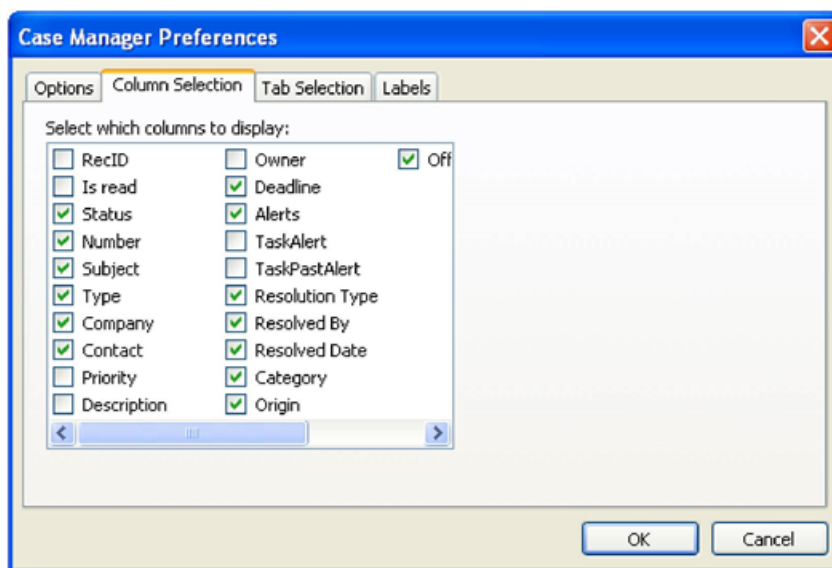 Case Manager Preferences
Options Column Selection Tab Selection Labels
Select which columns to display:
RecID Owner Off
Is read Deadline
Status Alerts
Number TaskAlert
Subject TaskPastAlert
Type Resolution Type
Company Resolved By
Contact Resolved Date
Priority Category
Description Origin
OK Cancel